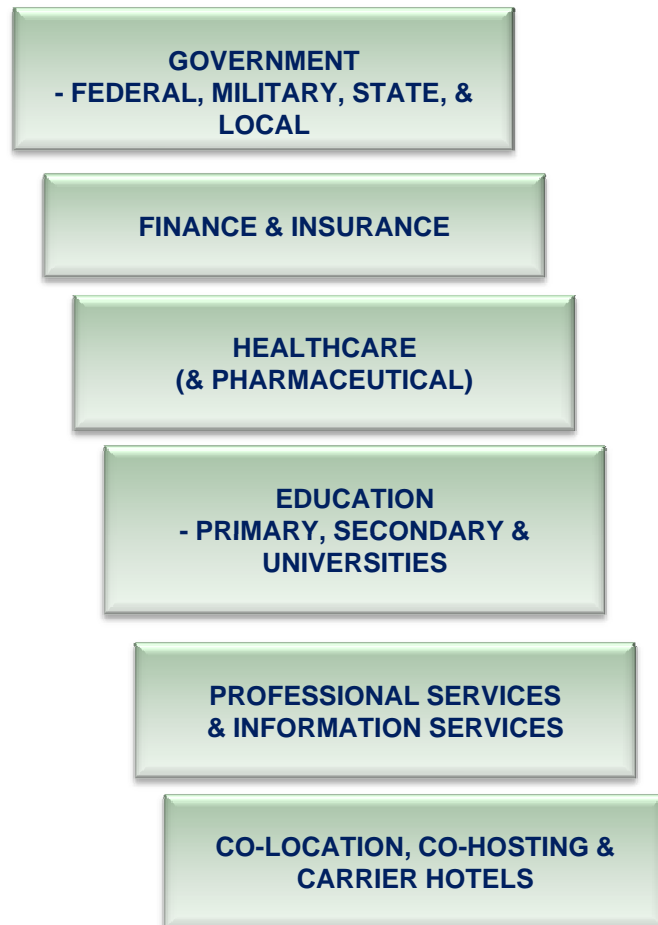 GOVERNMENT
- FEDERAL, MILITARY, STATE, &
LOCAL
FINANCE & INSURANCE
HEALTHCARE
(& PHARMACEUTICAL)
EDUCATION
- PRIMARY, SECONDARY &
UNIVERSITIES
PROFESSIONAL SERVICES
& INFORMATION SERVICES
CO-LOCATION, CO-HOSTING &
CARRIER HOTELS